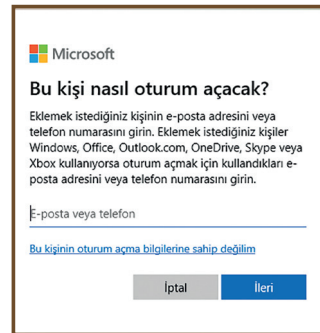 Microsoft
Bu kişi nasıl oturum açacak?
Eklemek istediğiniz kişinin e-posta adresini veya
telefon numarasını girin. Eklemek istediğiniz kişiler
Windows, Office, Outlook.com, OneDrive, Skype veya
Xbox kullanıyorsa oturum açmak için kullandıkları e-
posta adresini veya telefon numarasını girin.
E-posta veya telefon
Bu kişinin oturum açma bilgilerine sahip değilim
İptal İleri